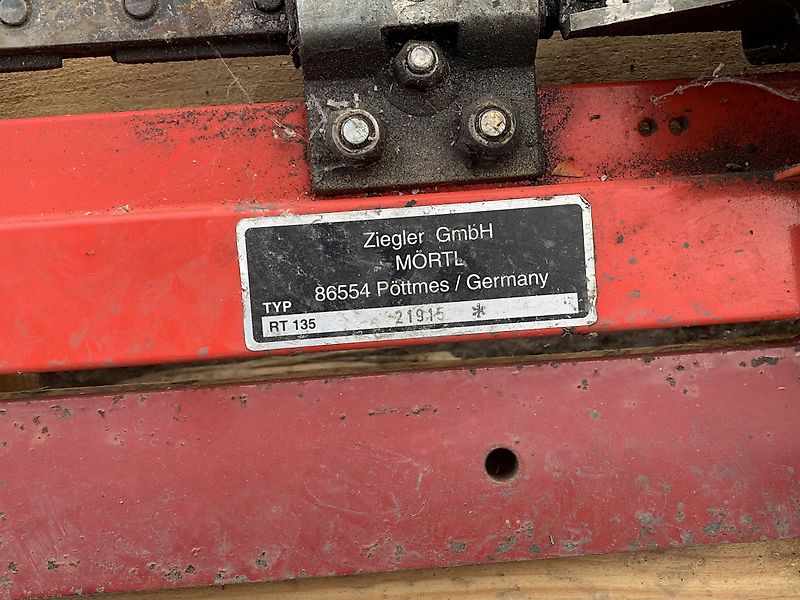 Ziegler GmbH
MÖRTL
86554 Pöttmes / Germany
TYP
RT 135 21915 *